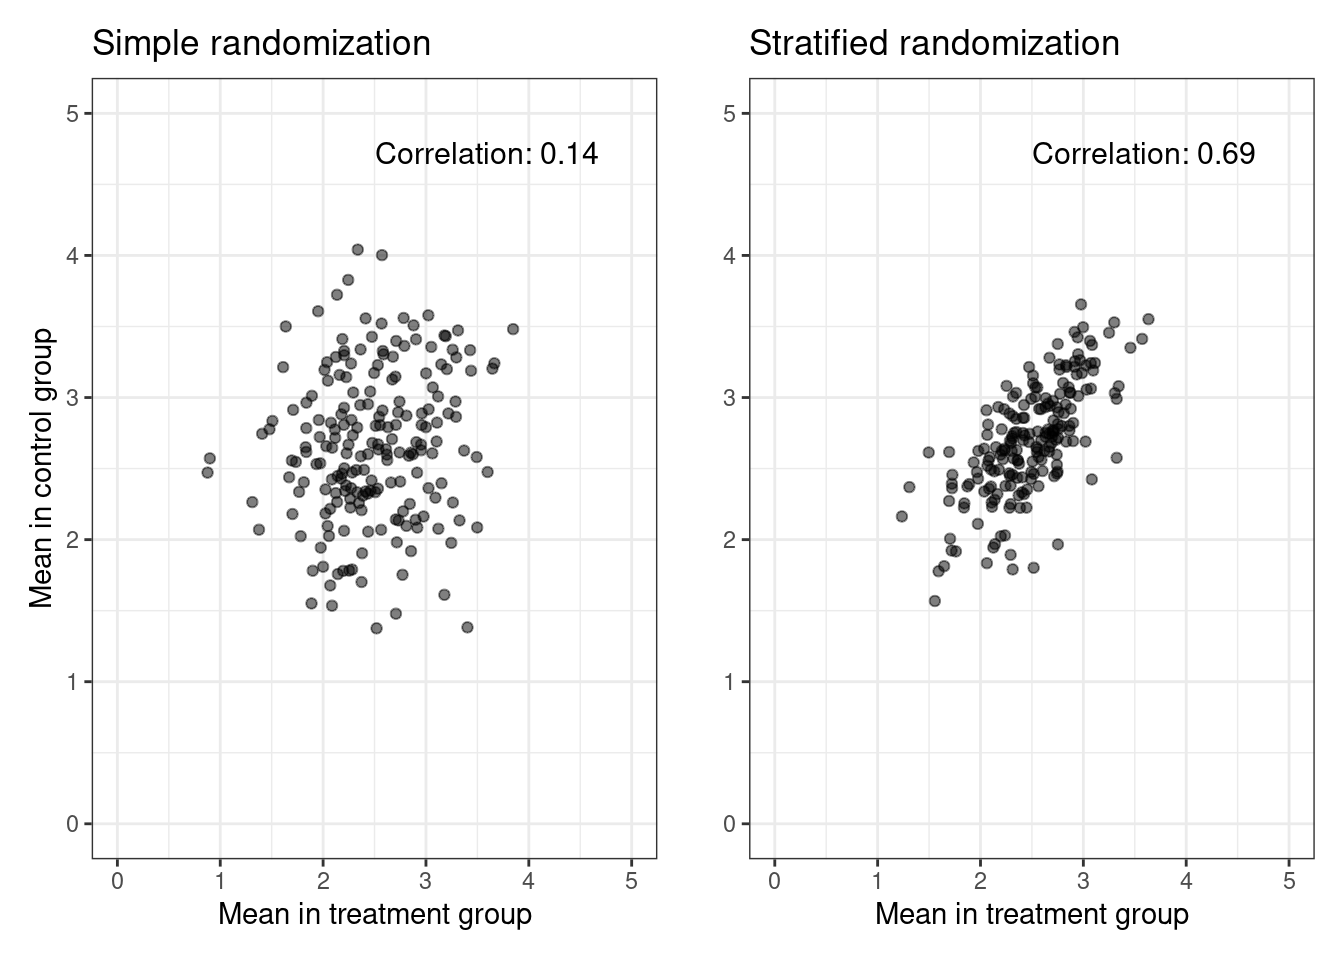 Simple randomization
Correlation: 0.14
Mean in control group
5
4
3
2
1
0
0 1 2 3 4 5
Mean in treatment group
Stratified randomization
Correlation: 0.69
5
4
3
2
1
0
0 1 2 3 4 5
Mean in treatment group